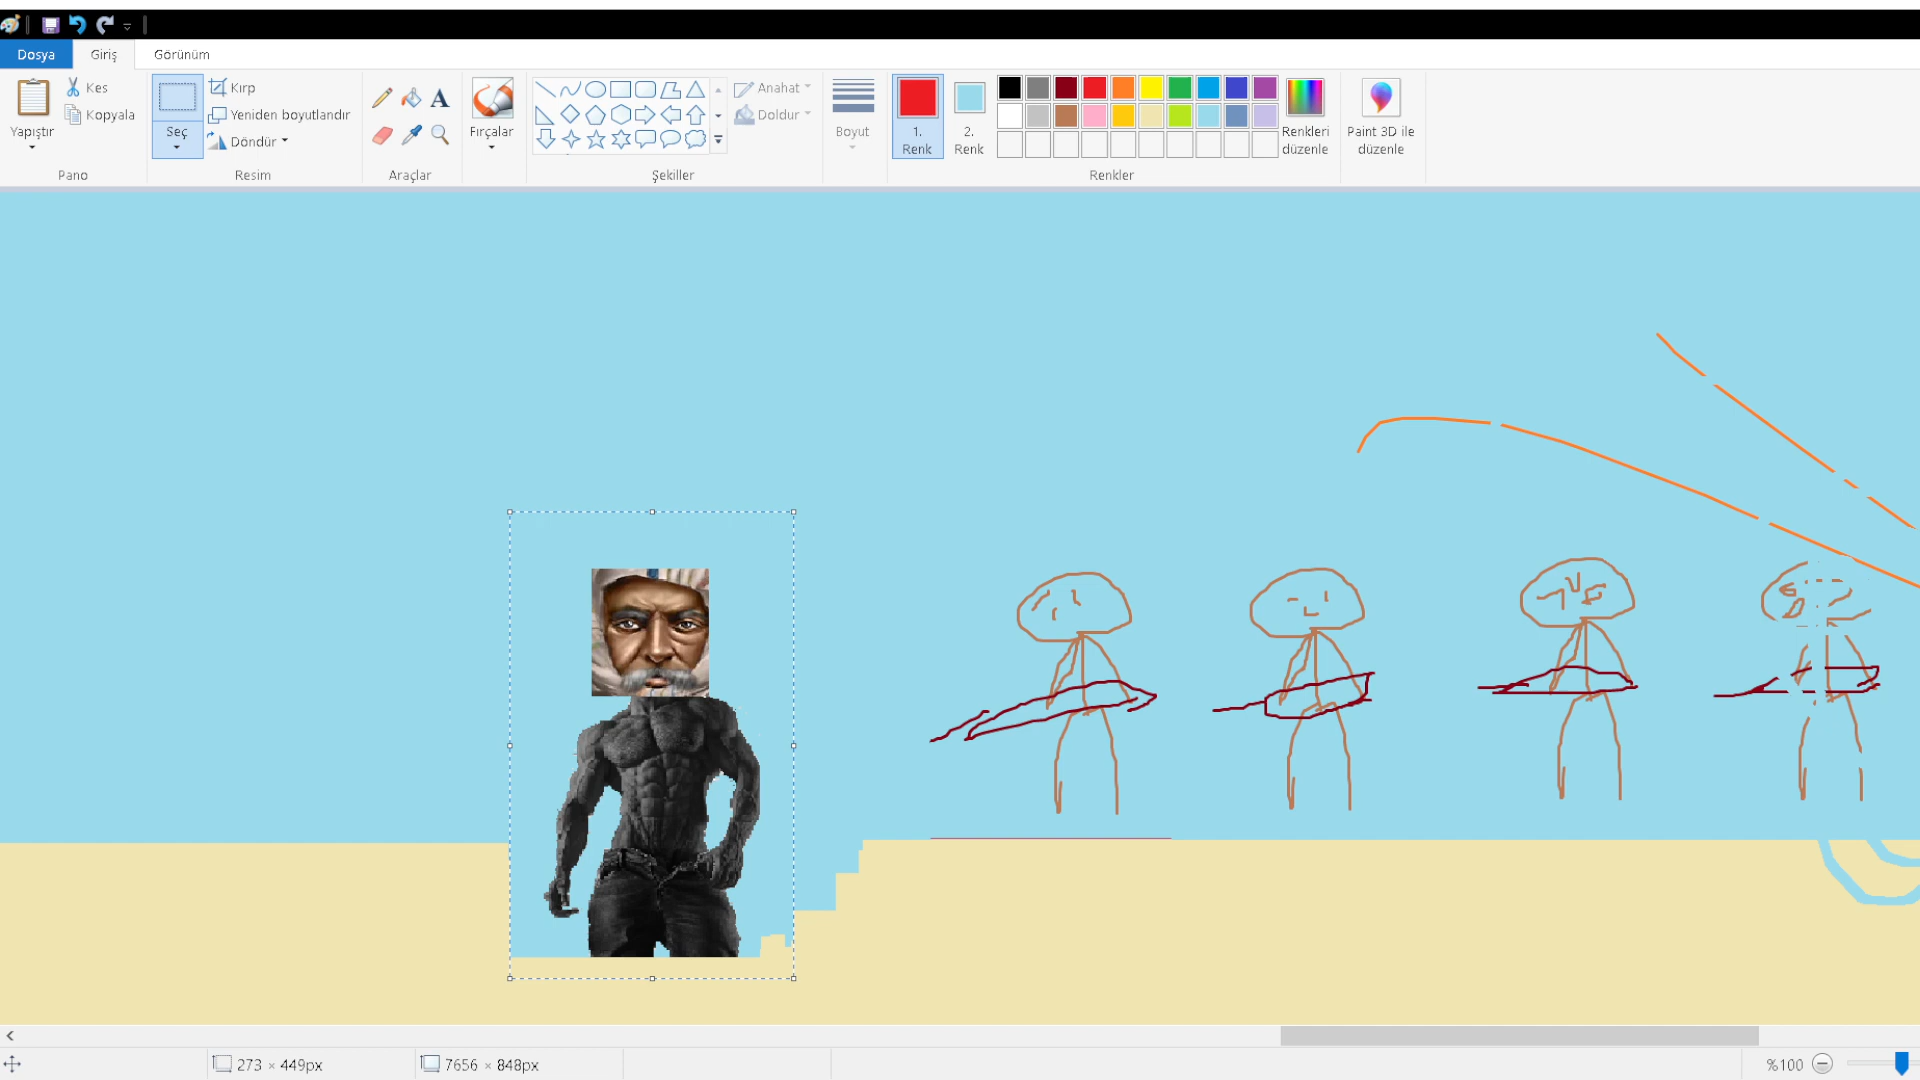 Dosya Giriş Görünüm
Yapıştır
Kes
Kopyala
Pano
Seç
Kırp
Yeniden boyutlandır
Döndür
Resim
A
Araçlar
Fırçalar
Şekiller
Anahat
Doldur
Boyut
1.
Renk
2.
Renk
Renkler
Renkleri
düzenle
Paint 3D ile
düzenle
273 × 449px
7656 × 848px
%100